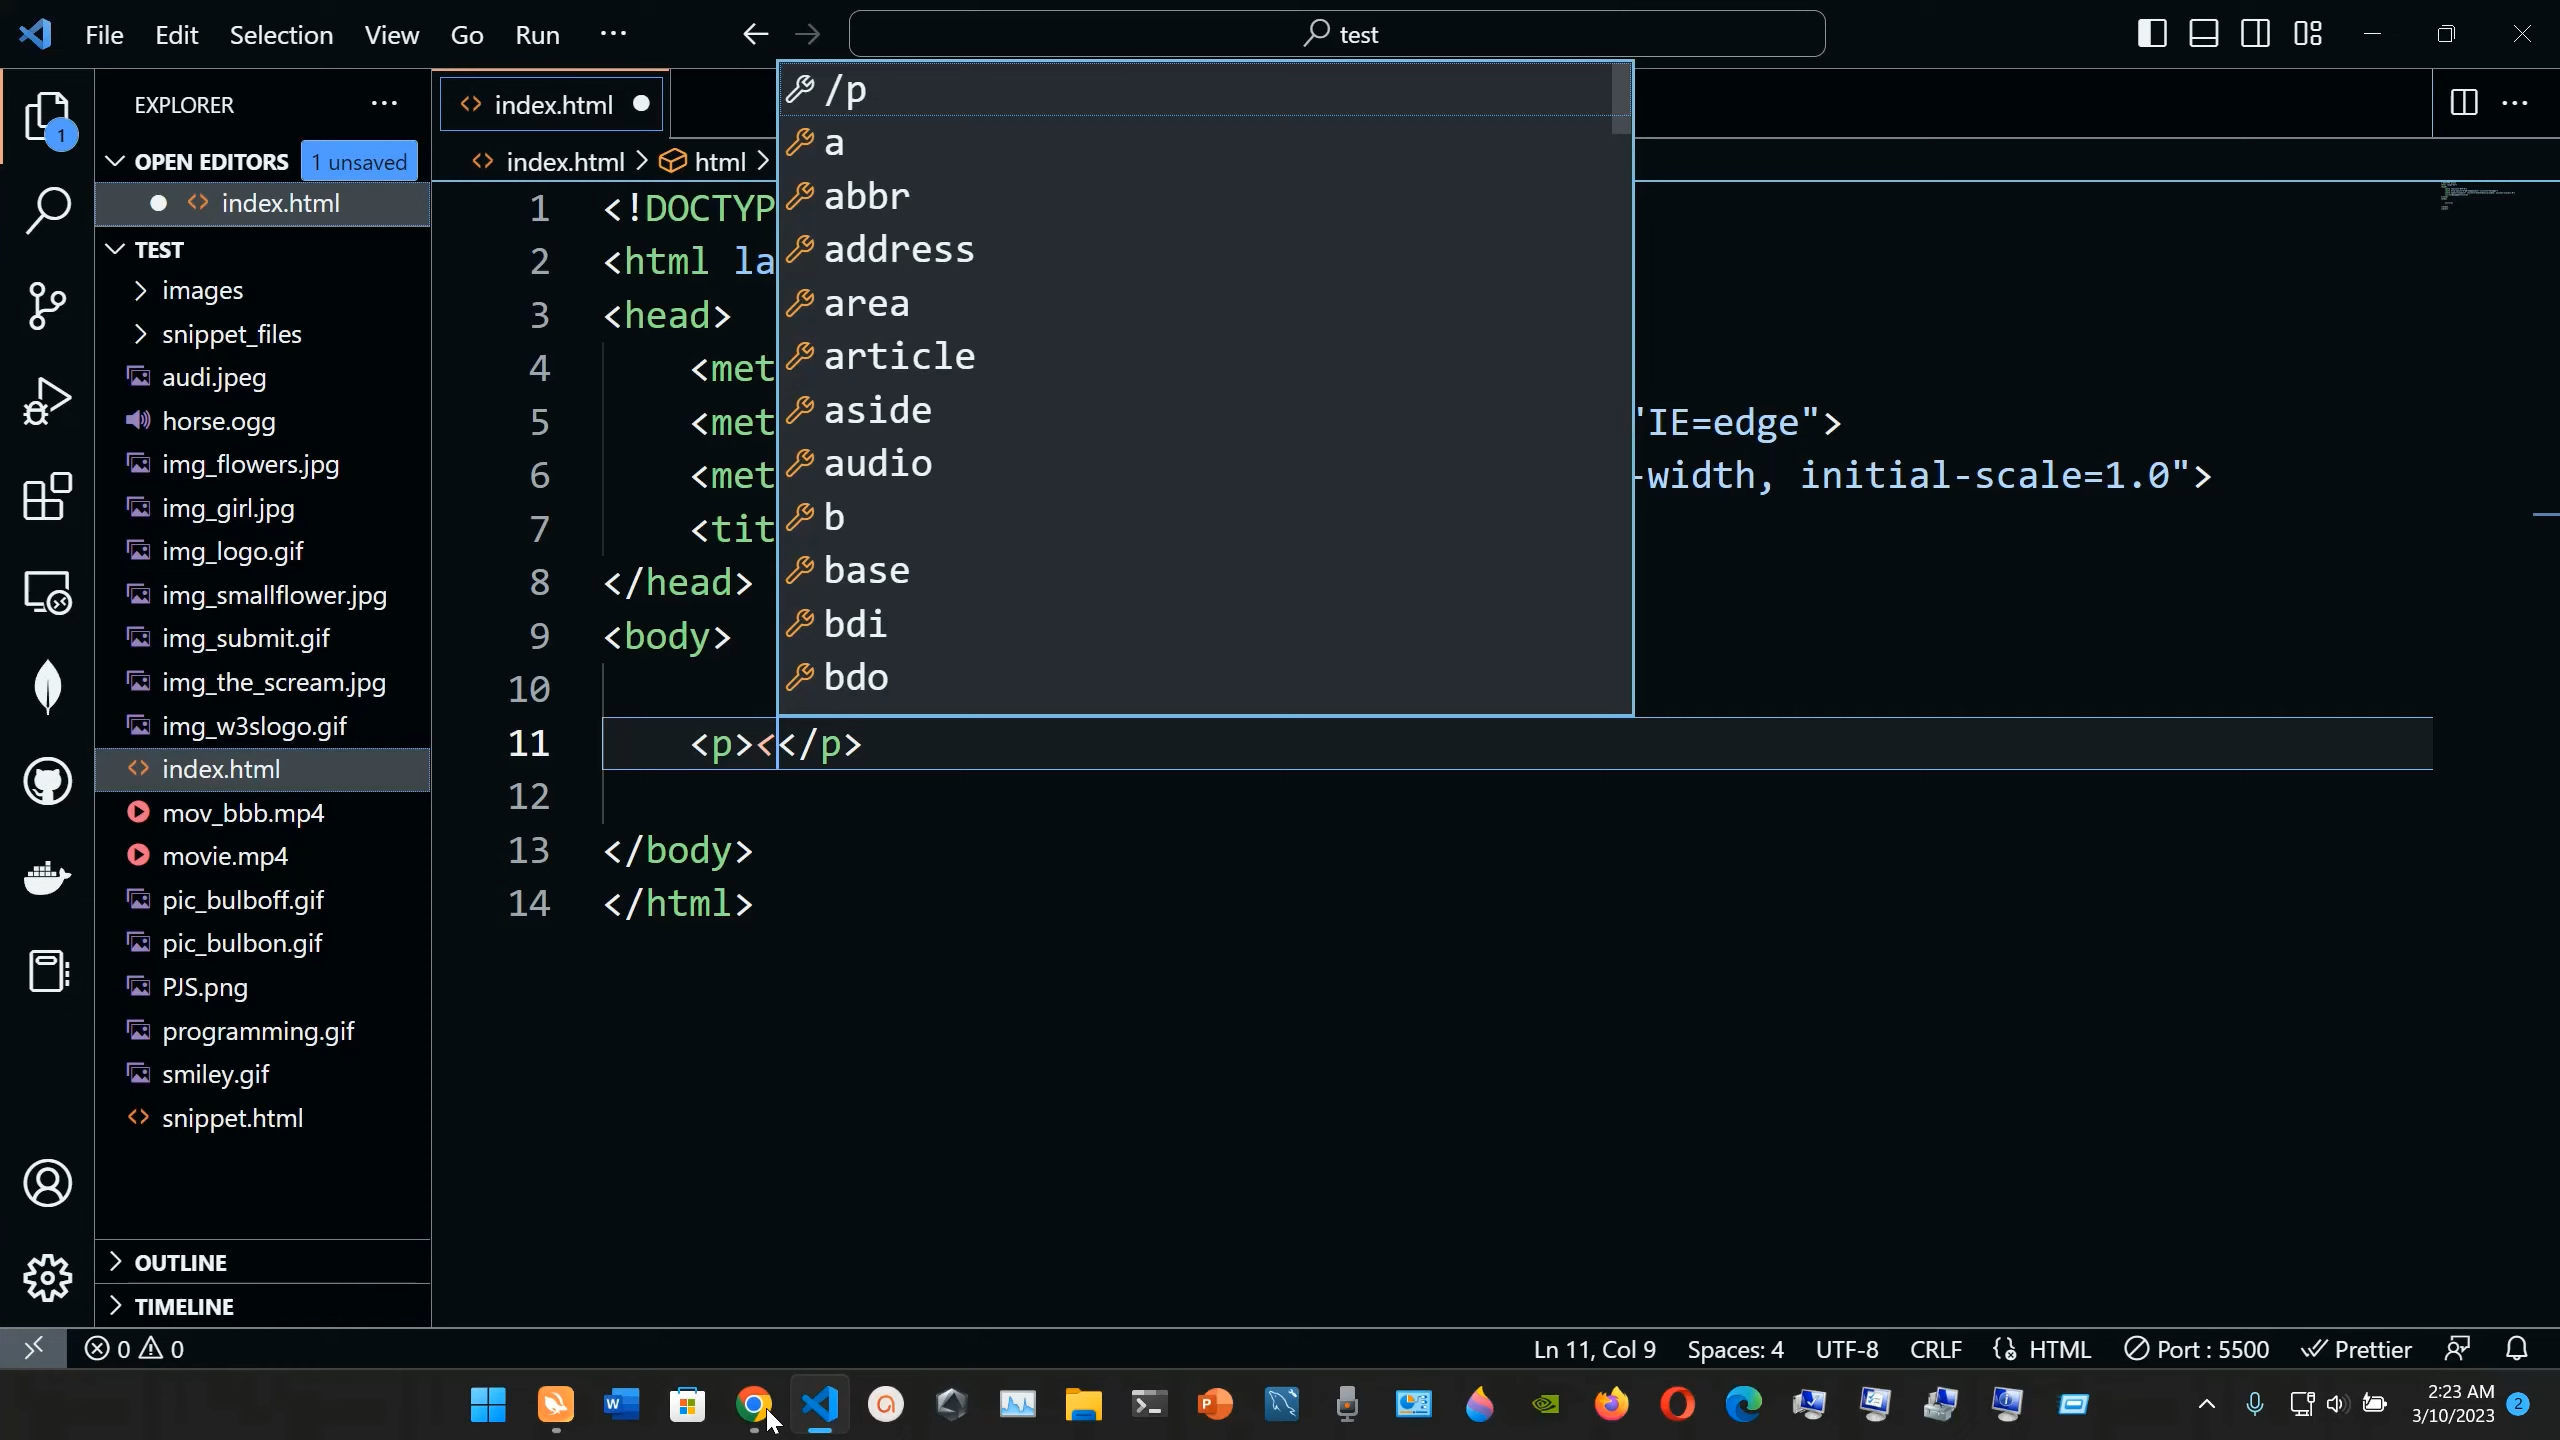 File Edit Selection View Go Run ··· test
EXPLORER ···
OPEN EDITORS 1 unsaved
index.html
TEST
images
snippet_files
audi.jpeg
horse.ogg
img_flowers.jpg
img_girl.jpg
img_logo.gif
img_smallflower.jpg
img_submit.gif
img_the_scream.jpg
img_w3slogo.gif
index.html
mov_bbb.mp4
movie.mp4
pic_bulboff.gif
pic_bulbon.gif
PJS.png
programming.gif
smiley.gif
snippet.html
OUTLINE
TIMELINE
1
index.html
index.html > html >
1 <!DOCTYP
2 <html la
3 <head>
4 <met
5 <met "IE=edge">
6 <met -width, initial-scale=1.0">
7 <tit
8 </head>
9 <body>
10
11 <p><</p>
12
13 </body>
14 </html>
/p
a
abbr
address
area
article
aside
audio
b
base
bdi
bdo
0 0 Ln 11, Col 9 Spaces: 4 UTF-8 CRLF HTML Port : 5500 Prettier
2:23 AM
3/10/2023
2